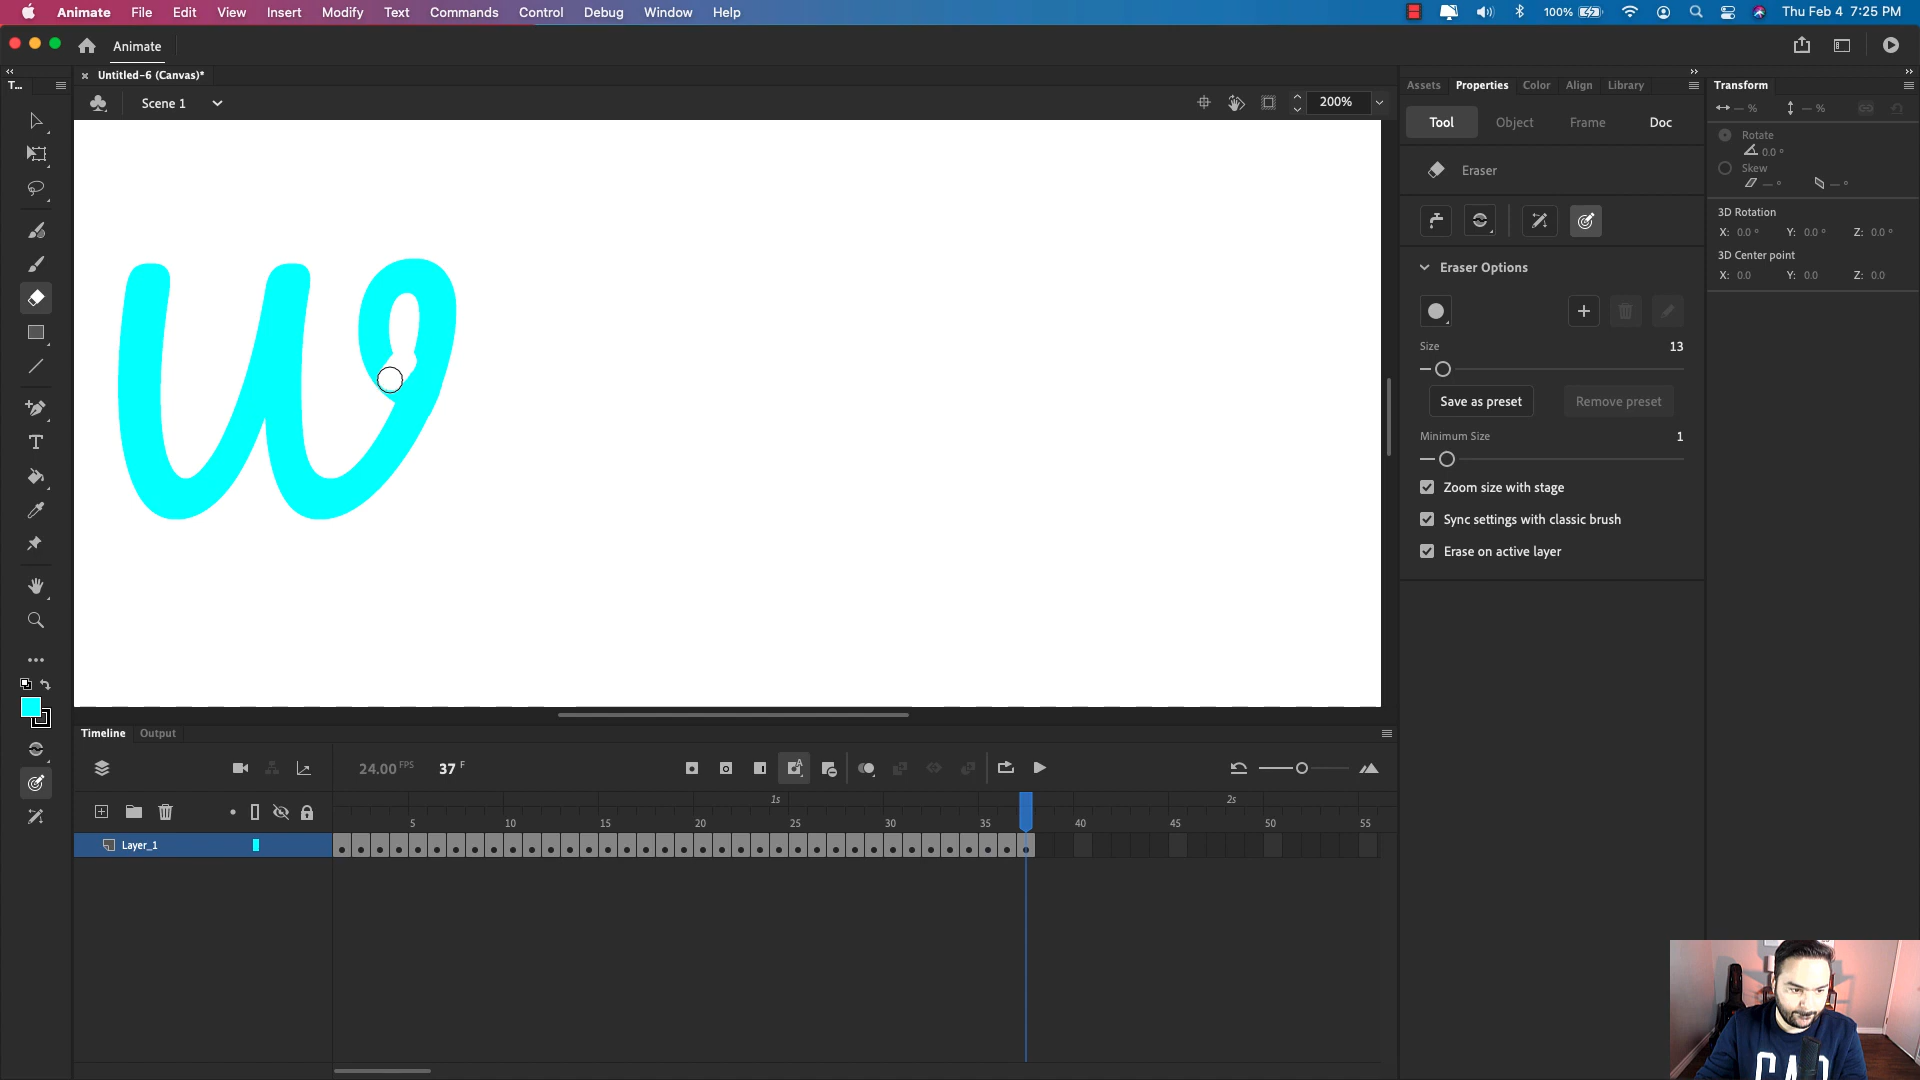 Animate File Edit View Insert Modify Text Commands Control Debug Window Help 100% Thu Feb 4 7:25 PM
Animate
T... Untitled-6 (Canvas)* Assets Properties Color Align Library Transform
Scene 1 200% — % — %
Tool Object Frame Doc
Rotate
0.0 °
Eraser
Skew
— ° — °
3D Rotation
X: 0.0 ° Y: 0.0 ° Z: 0.0 °
3D Center point
X: 0.0 Y: 0.0 Z: 0.0
Eraser Options
Size 13
Save as preset Remove preset
Minimum Size 1
Zoom size with stage
Sync settings with classic brush
Erase on active layer
w
T
Timeline Output
24.00 FPS 37 F A
1s 2s
5 10 15 20 25 30 35 40 45 50 55
Layer_1
GAP